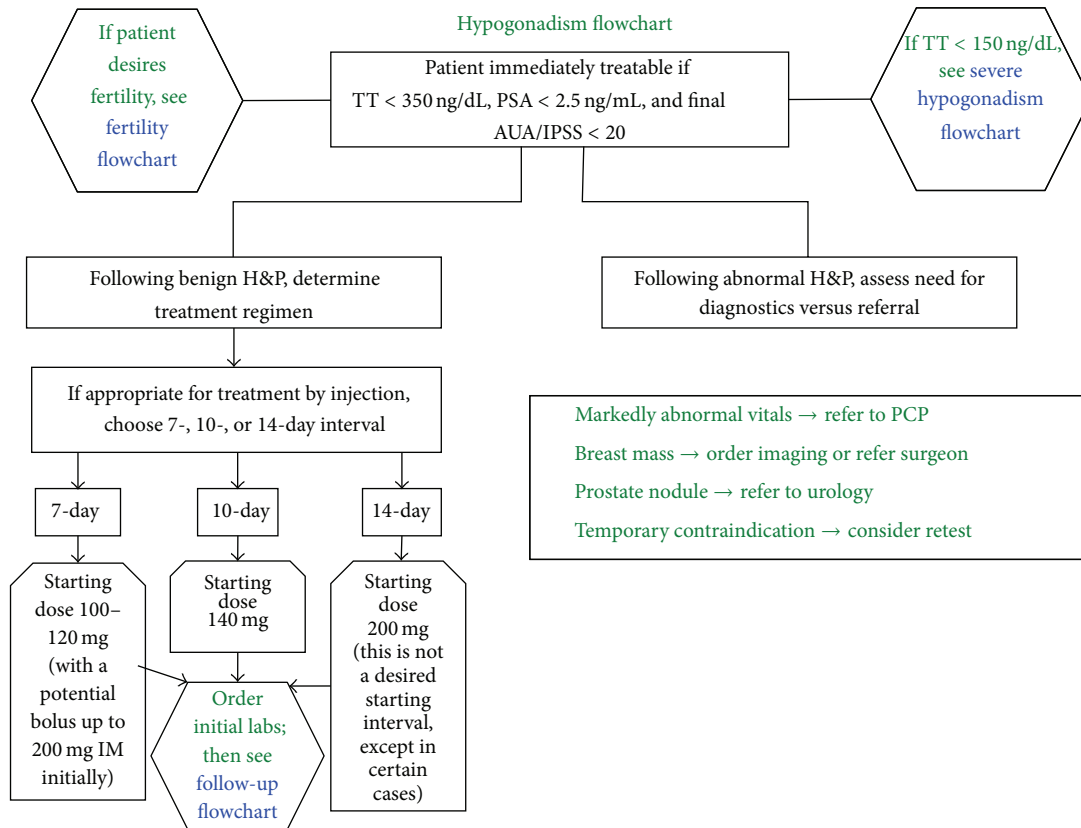 Hypogonadism flowchart
If patient
desires
fertility, see
fertility
flowchart
Patient immediately treatable if
TT < 350 ng/dL, PSA < 2.5 ng/mL, and final
AUA/IPSS < 20
If TT < 150 ng/dL,
see severe
hypogonadism
flowchart
Following benign H&P, determine
treatment regimen
Following abnormal H&P, assess need for
diagnostics versus referral
If appropriate for treatment by injection,
choose 7-, 10-, or 14-day interval
Markedly abnormal vitals → refer to PCP
Breast mass → order imaging or refer surgeon
Prostate nodule → refer to urology
Temporary contraindication → consider retest
7-day
10-day
14-day
Starting
dose 100–
120 mg
(with a
potential
bolus up to
200 mg IM
initially)
Starting
dose
140 mg
Starting
dose
200 mg
(this is not
a desired
starting
interval,
except in
certain
cases)
Order
initial labs;
then see
follow-up
flowchart